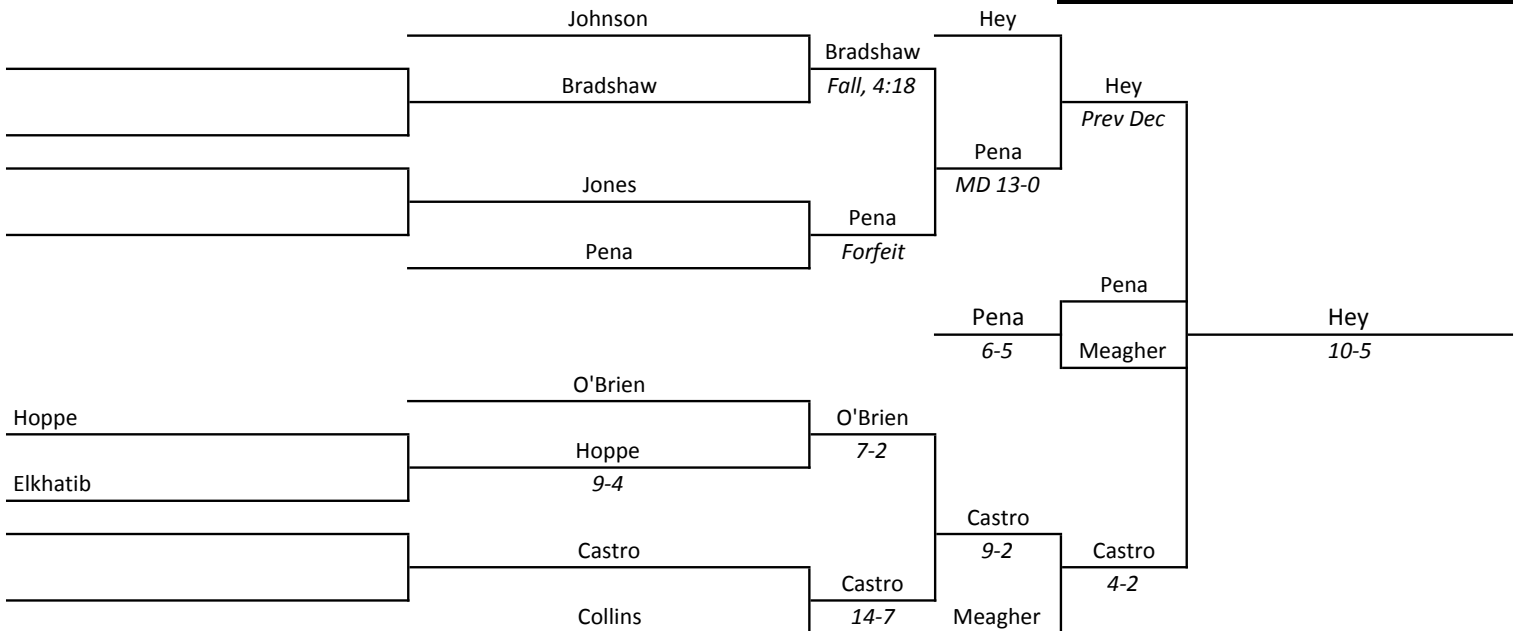 Johnson
Hey
Bradshaw
Bradshaw
Fall, 4:18
Hey
Prev Dec
Pena
Jones
MD 13-0
Pena
Pena
Forfeit
Pena
Pena
Hey
6-5
Meagher
10-5
O'Brien
Hoppe
O'Brien
Hoppe
7-2
Elkhatib
9-4
Castro
Castro
9-2
Castro
Castro
4-2
Collins
14-7
Meagher